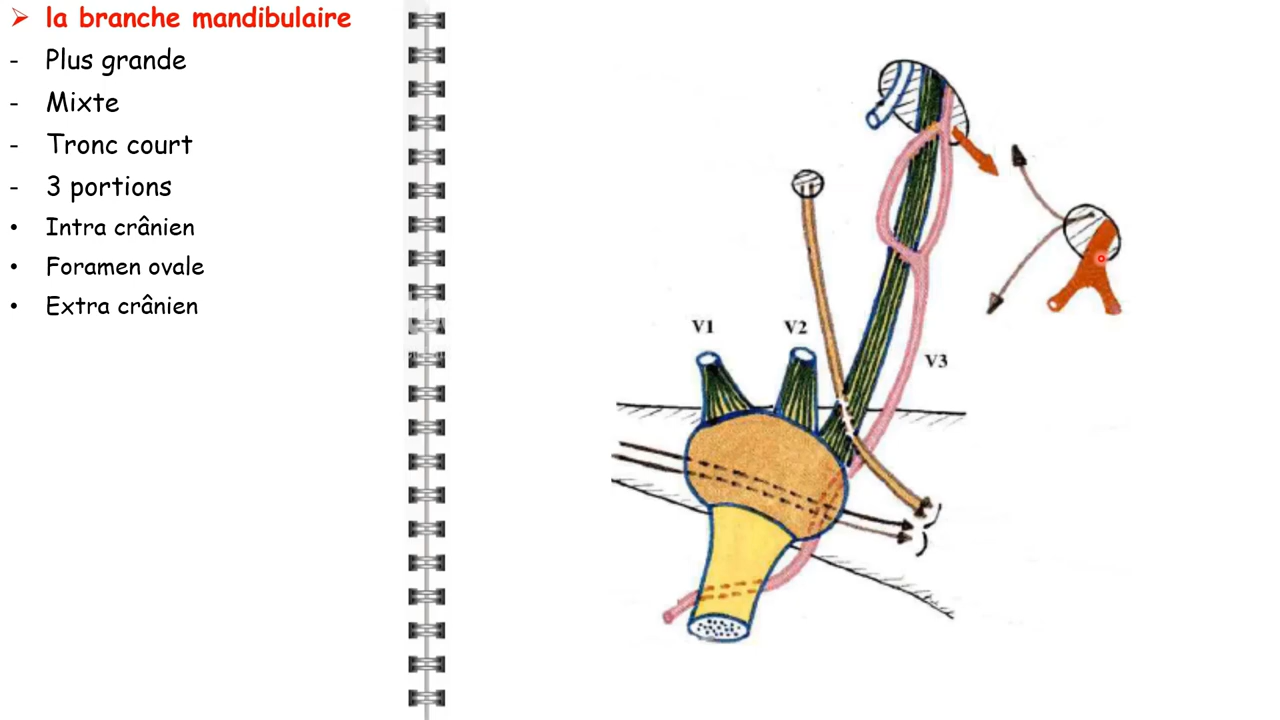 ➢ la branche mandibulaire
- Plus grande
- Mixte
- Tronc court
- 3 portions
• Intra crânien
• Foramen ovale
• Extra crânien
V1
V2
V3